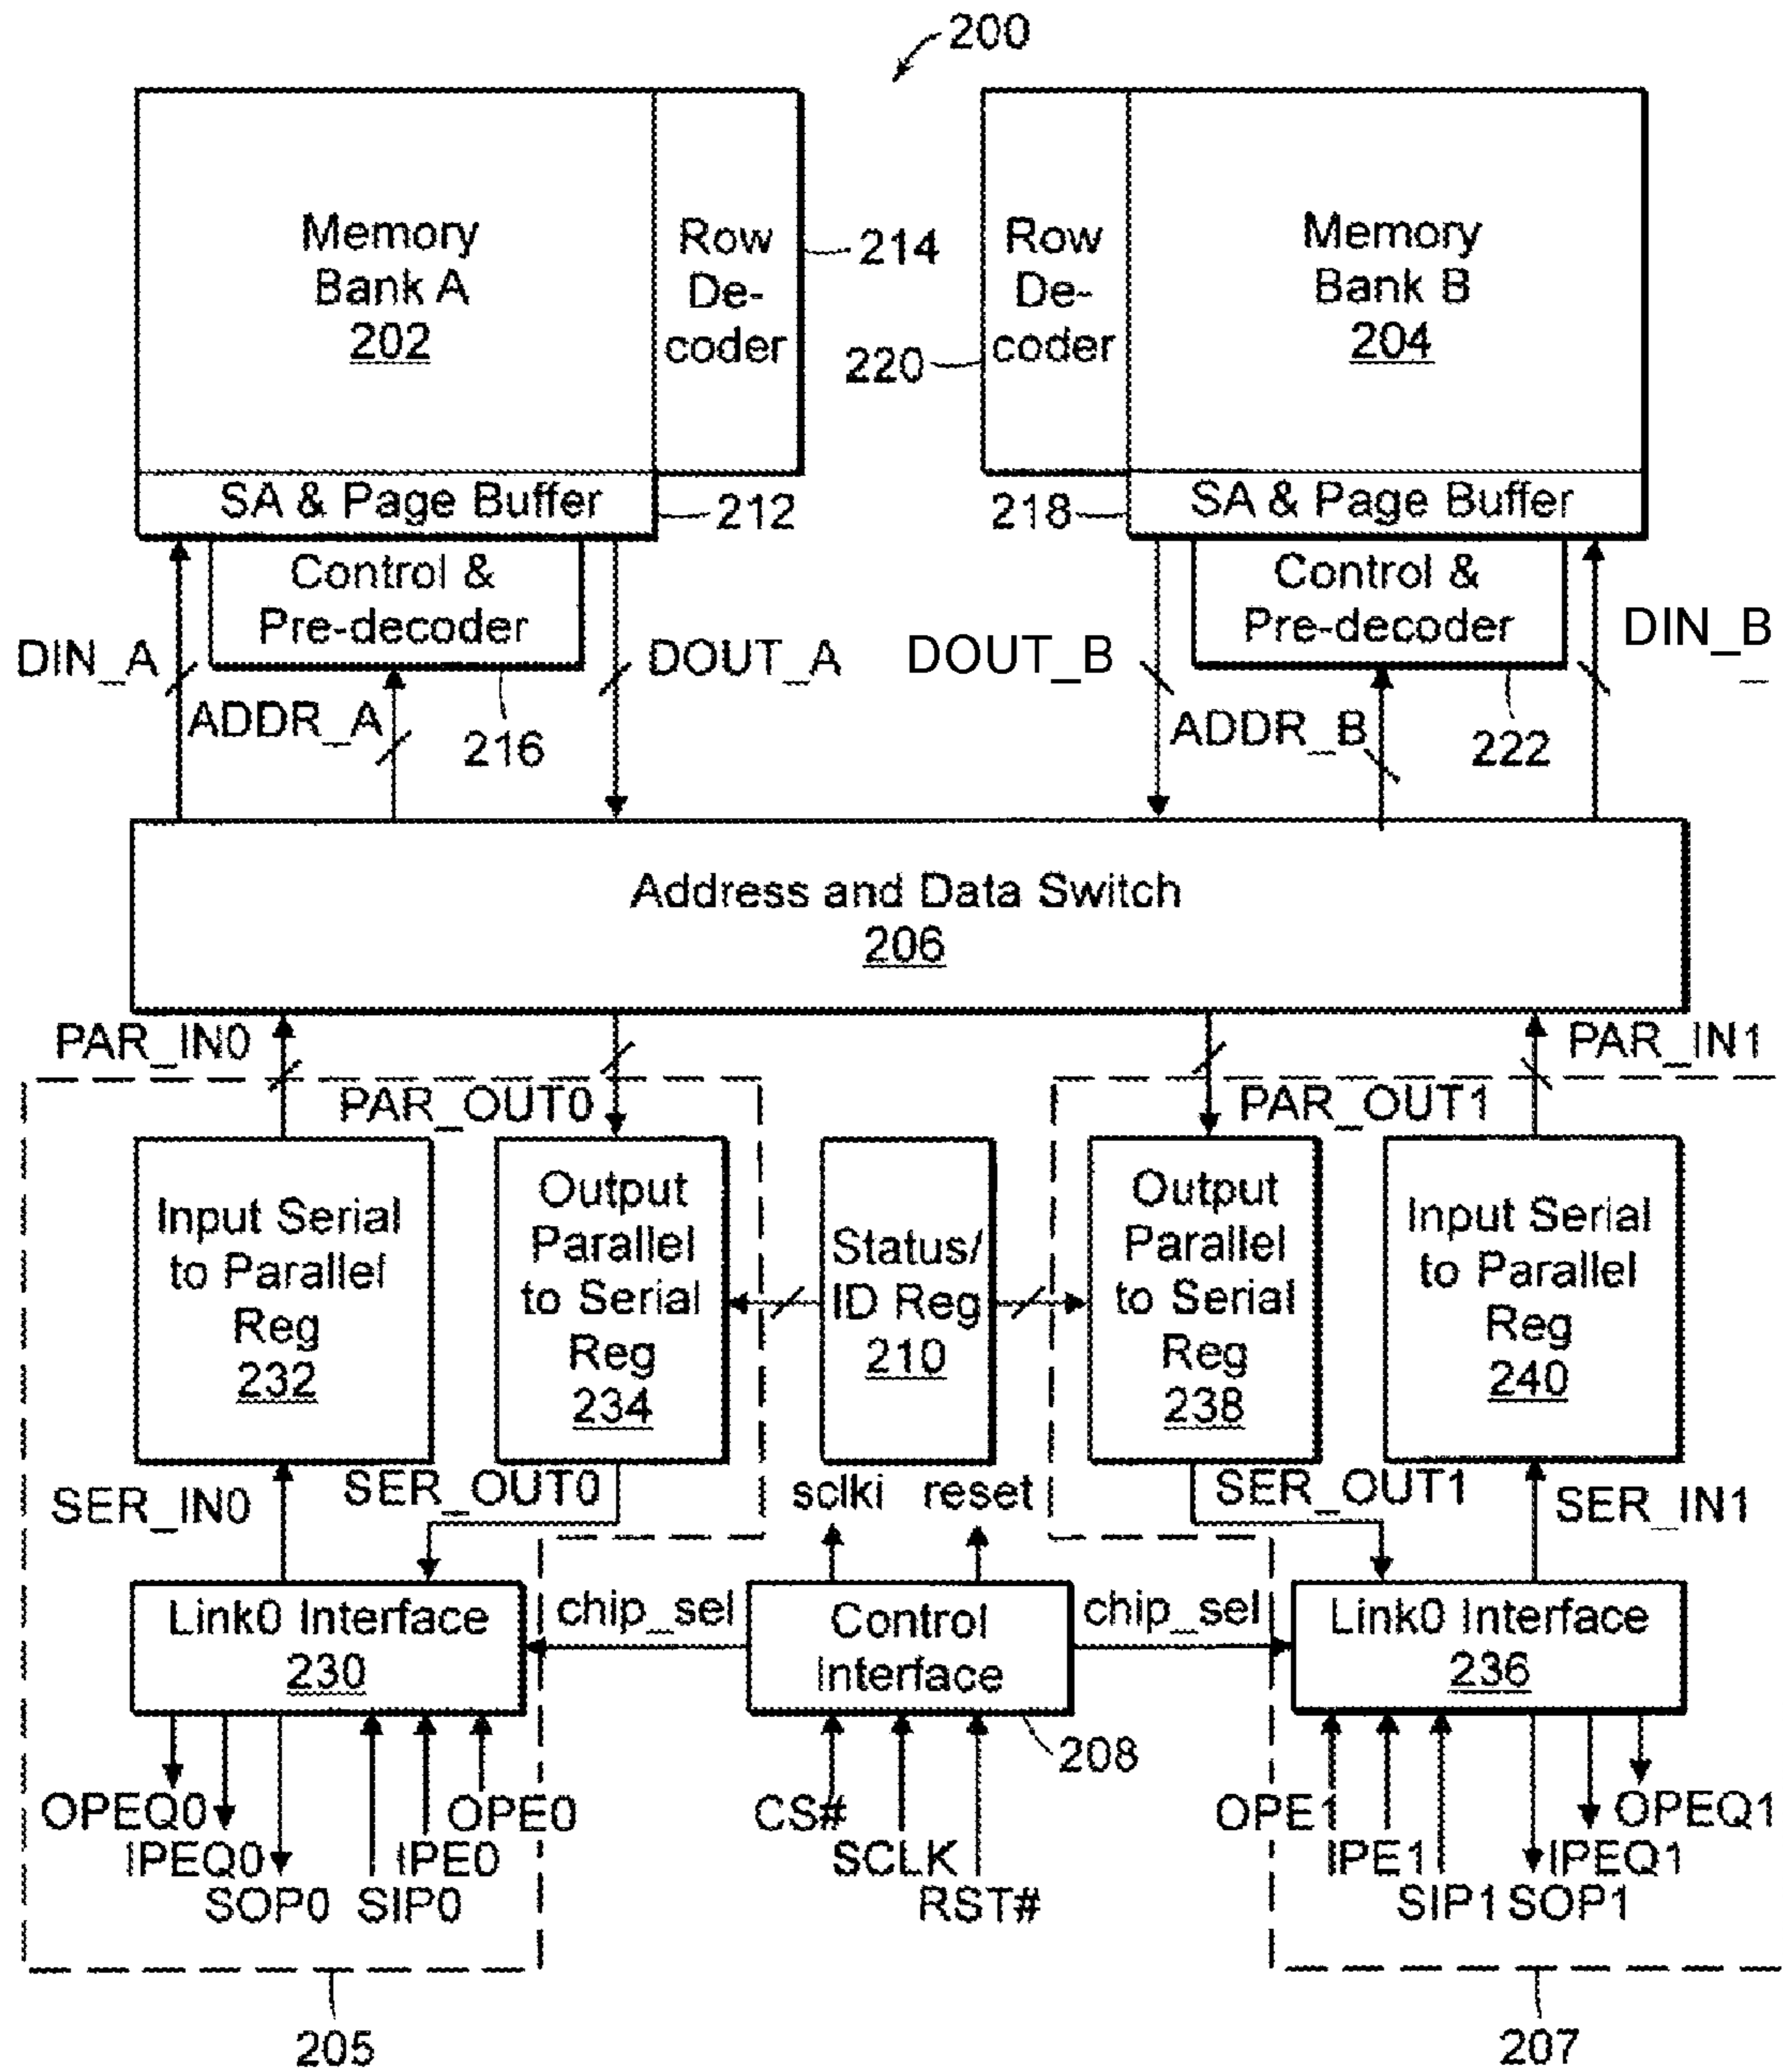 200
Memory
Bank A
202
Row
De-
coder
214
Row
De-
coder
220
Memory
Bank B
204
SA & Page Buffer
212
218
SA & Page Buffer
Control &
Pre-decoder
Control &
Pre-decoder
DIN_A
ADDR_A
216
DOUT_A
DOUT_B
ADDR_B
222
DIN_B
Address and Data Switch
206
PAR_IN0
PAR_OUT0
PAR_OUT1
PAR_IN1
Input Serial
to Parallel
Reg
232
Output
Parallel
to Serial
Reg
234
Status/
ID Reg
210
Output
Parallel
to Serial
Reg
238
Input Serial
to Parallel
Reg
240
SER_IN0
SER_OUT0
sclki
reset
SER_OUT1
SER_IN1
Link0 Interface
230
chip_sel
Control
Interface
chip_sel
Link0 Interface
236
208
OPEQ0
IPEQ0
SOP0
SIP0
IPE0
OPE0
CS#
SCLK
RST#
OPE1
IPE1
SIP1
SOP1
IPEQ1
OPEQ1
205
207